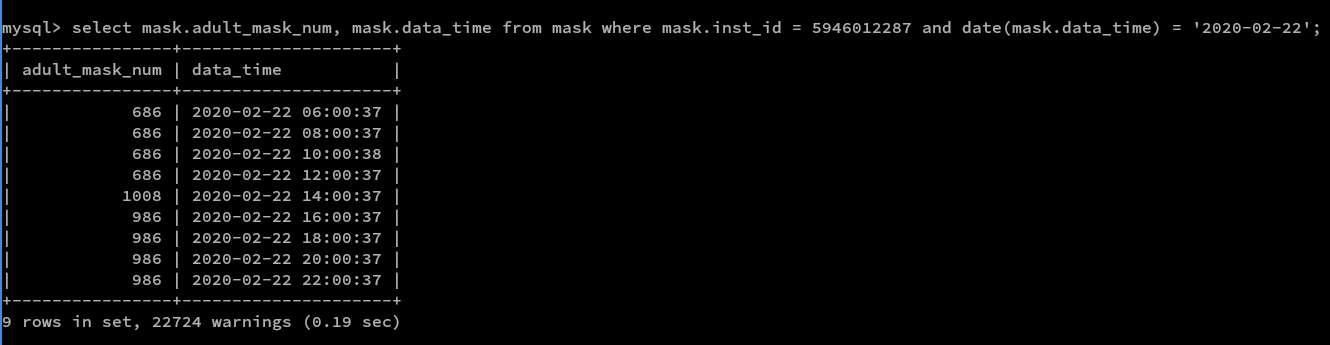 mysql> select mask.adult_mask_num, mask.data_time from mask where mask.inst_id = 5946012287 and date(mask.data_time) = '2020-02-22';
+----------------+---------------------+
| adult_mask_num | data_time           |
+----------------+---------------------+
|            686 | 2020-02-22 06:00:37 |
|            686 | 2020-02-22 08:00:37 |
|            686 | 2020-02-22 10:00:38 |
|            686 | 2020-02-22 12:00:37 |
|           1008 | 2020-02-22 14:00:37 |
|            986 | 2020-02-22 16:00:37 |
|            986 | 2020-02-22 18:00:37 |
|            986 | 2020-02-22 20:00:37 |
|            986 | 2020-02-22 22:00:37 |
+----------------+---------------------+
9 rows in set, 22724 warnings (0.19 sec)